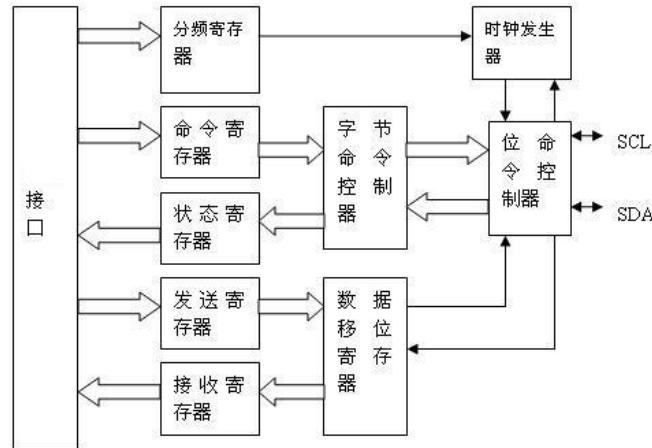 分频寄存
器
时钟发生
器
命令寄
存器
字节
命令
控制
器
位命
令控
制器
SCL
接
口
状态寄
存器
SDA
发送寄
存器
数据
移位
寄存
器
接收寄
存器